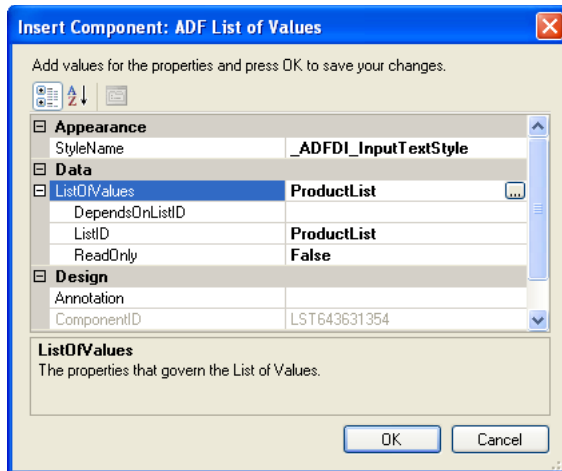 Insert Component: ADF List of Values
Add values for the properties and press OK to save your changes.
Appearance
StyleName _ADFDI_InputTextStyle
Data
ListOfValues ProductList ...
DependsOnListID
ListID ProductList
ReadOnly False
Design
Annotation
ComponentID LST643631354
ListOfValues
The properties that govern the List of Values.
OK Cancel